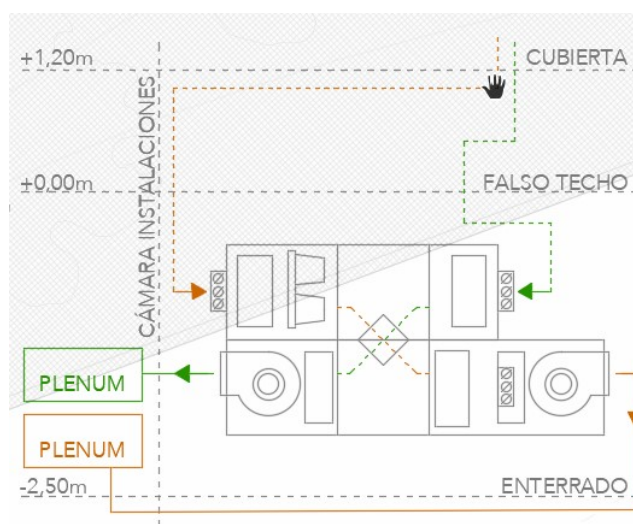 +1,20m
CUBIERTA
CÁMARA INSTALACIONES
+0,00m
FALSO TECHO
PLENUM
PLENUM
-2,50m
ENTERRADO